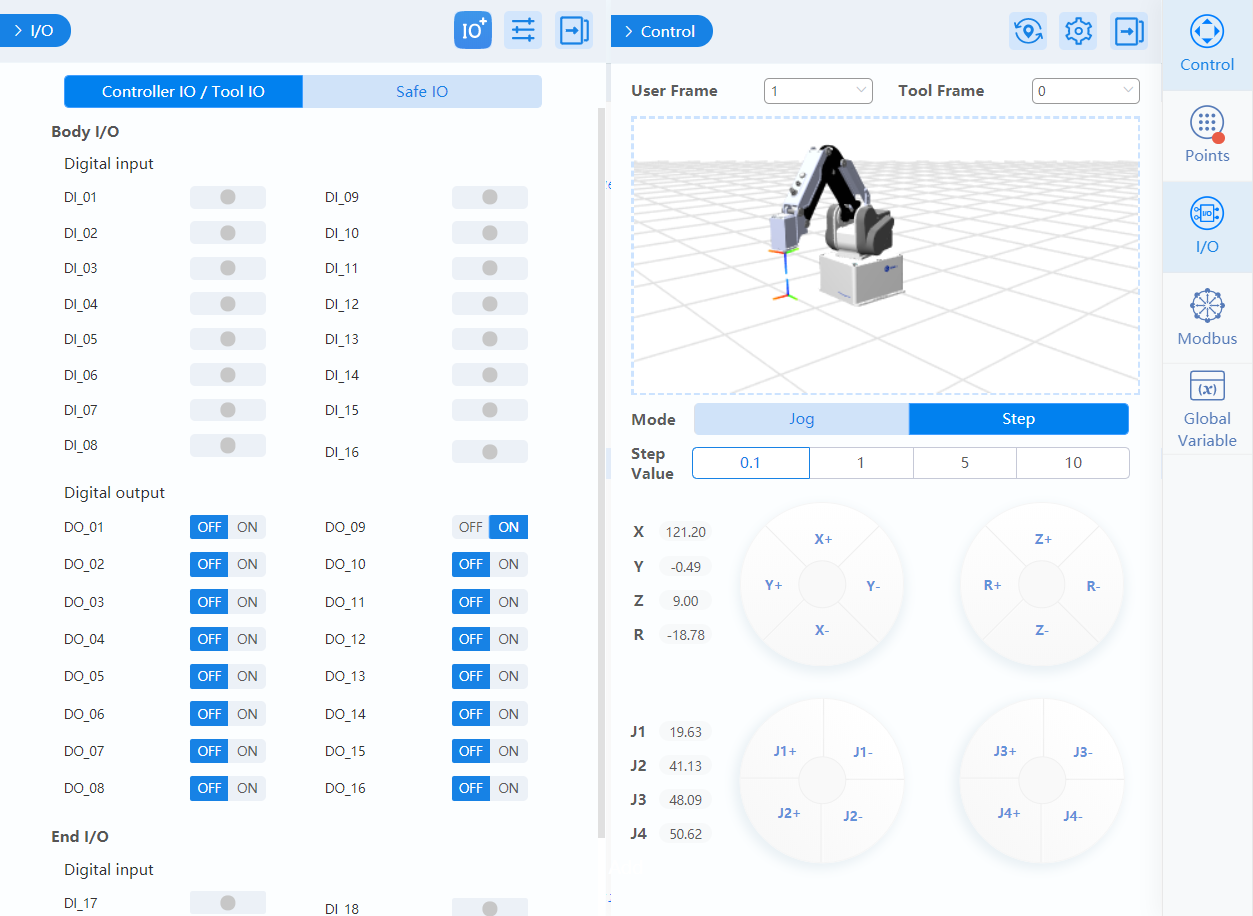 I/O
IO+
Controller IO / Tool IO
Safe IO
Body I/O
Digital input
DI_01
DI_09
DI_02
DI_10
DI_03
DI_11
DI_04
DI_12
DI_05
DI_13
DI_06
DI_14
DI_07
DI_15
DI_08
DI_16
Digital output
DO_01 OFF ON
DO_09 OFF ON
DO_02 OFF ON
DO_10 OFF ON
DO_03 OFF ON
DO_11 OFF ON
DO_04 OFF ON
DO_12 OFF ON
DO_05 OFF ON
DO_13 OFF ON
DO_06 OFF ON
DO_14 OFF ON
DO_07 OFF ON
DO_15 OFF ON
DO_08 OFF ON
DO_16 OFF ON
End I/O
Digital input
DI_17
DI_18
Control
User Frame 1
Tool Frame 0
Mode Jog Step
Step
Value
0.1 1 5 10
X 121.20
Y -0.49
Z 9.00
R -18.78
X+
Y+ Y-
X-
Z+
R+ R-
Z-
J1 19.63
J2 41.13
J3 48.09
J4 50.62
J1+ J1-
J2+ J2-
J3+ J3-
J4+ J4-
Control
Points
I/O
I/O
Modbus
(x)
Global
Variable